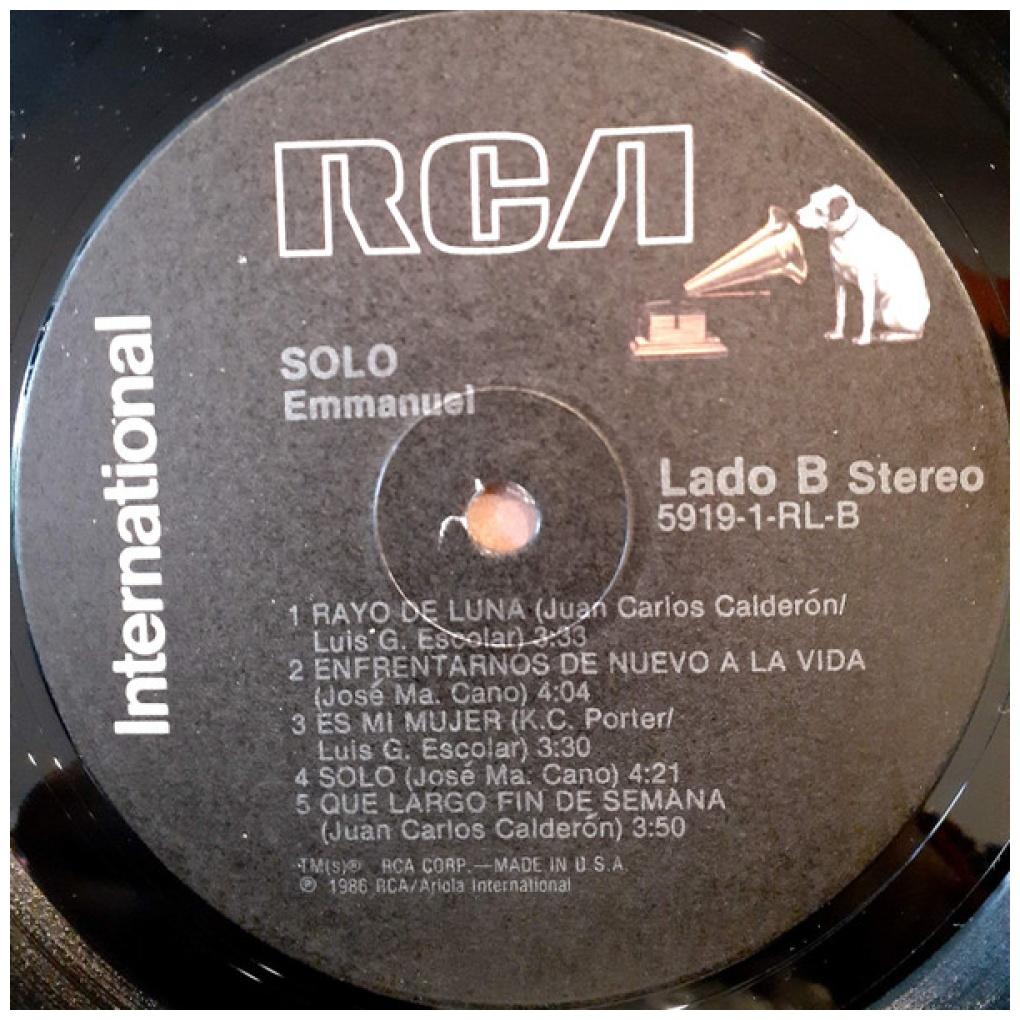 RCA
International
SOLO
Emmanuel
Lado B Stereo
5919-1-RL-B
1 RAYO DE LUNA (Juan Carlos Calderón/
Luis G. Escolar) 3:33
2 ENFRENTARNOS DE NUEVO A LA VIDA
(José Ma. Cano) 4:04
3 ES MI MUJER (K.C. Porter/
Luis G. Escolar) 3:30
4 SOLO (José Ma. Cano) 4:21
5 QUE LARGO FIN DE SEMANA
(Juan Carlos Calderón) 3:50
TM(s)® RCA CORP.—MADE IN U.S.A.
℗ 1986 RCA/Ariola International